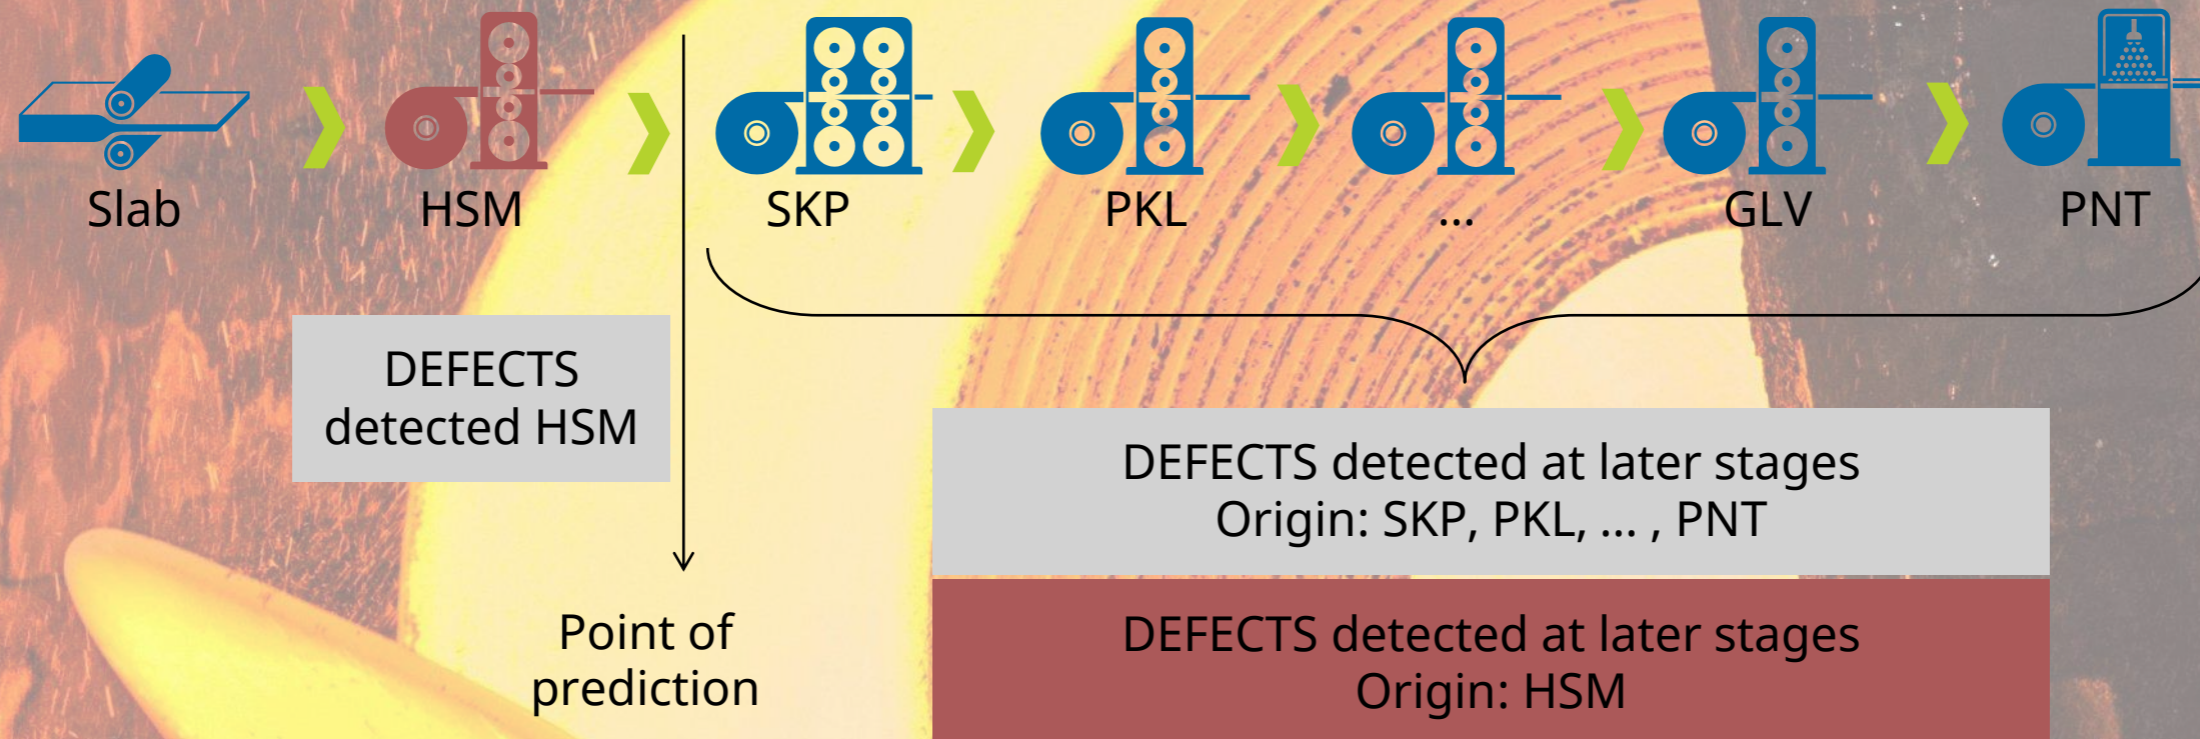 Slab
HSM
SKP
PKL
...
GLV
PNT
DEFECTS
detected HSM
Point of
prediction
DEFECTS detected at later stages
Origin: SKP, PKL, ... , PNT
DEFECTS detected at later stages
Origin: HSM